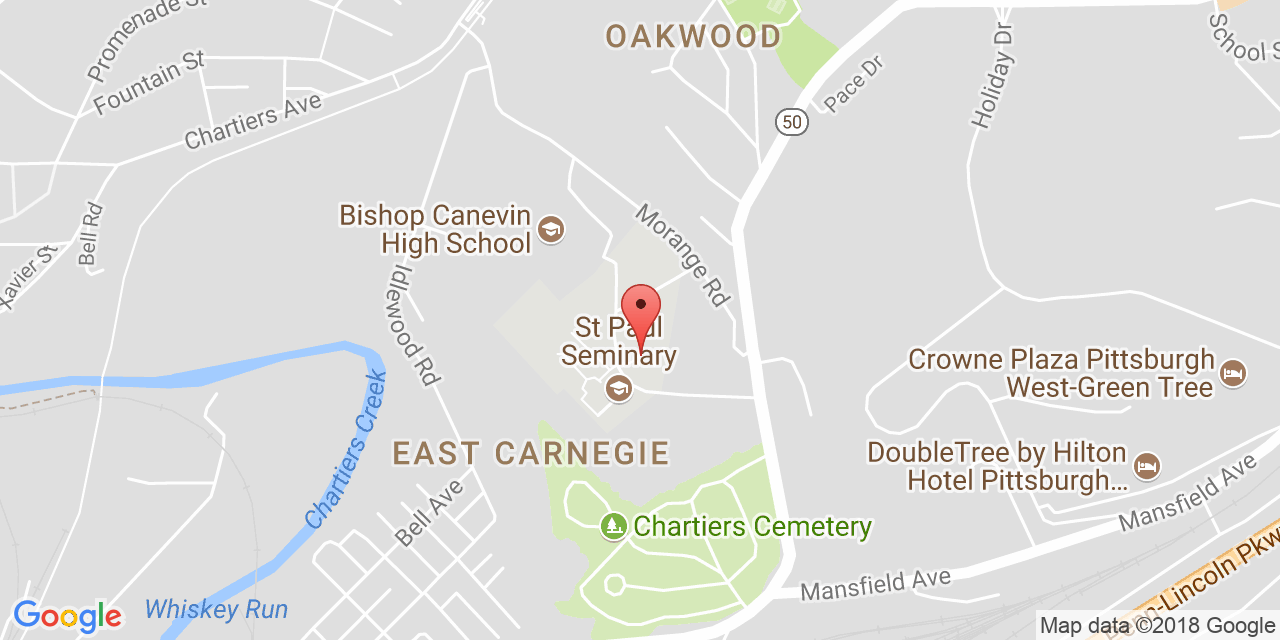 Promenade St
OAKWOOD
School S
Fountain St
Pace Dr
Holiday Dr
Chartiers Ave
50
Bishop Canevin
High School
Morange Rd
Bell Rd
Xavier St
Idlewood Rd
St Paul
Seminary
Crowne Plaza Pittsburgh
West-Green Tree
Chartiers Creek
EAST CARNEGIE
DoubleTree by Hilton
Hotel Pittsburgh...
Mansfield Ave
Bell Ave
Chartiers Cemetery
Mansfield Ave
Lincoln Pkw
Google
Whiskey Run
Map data ©2018 Google